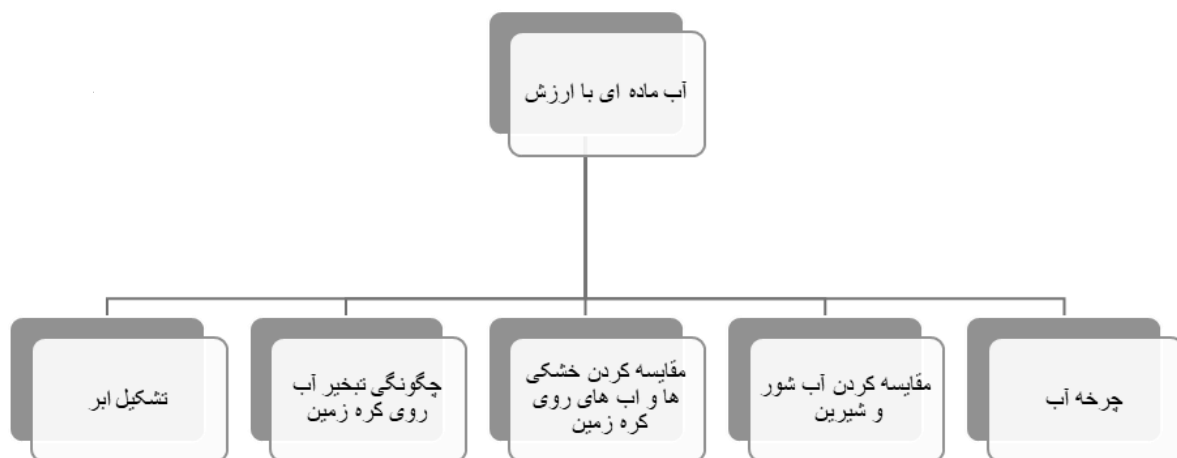 آب ماده ای با ارزش
چرخه آب
مقایسه کردن آب شور
و شیرین
مقایسه کردن خشکی
ها و اب های روی
کره زمین
چگونگی تبخیر آب
روی کره زمین
تشکیل ابر